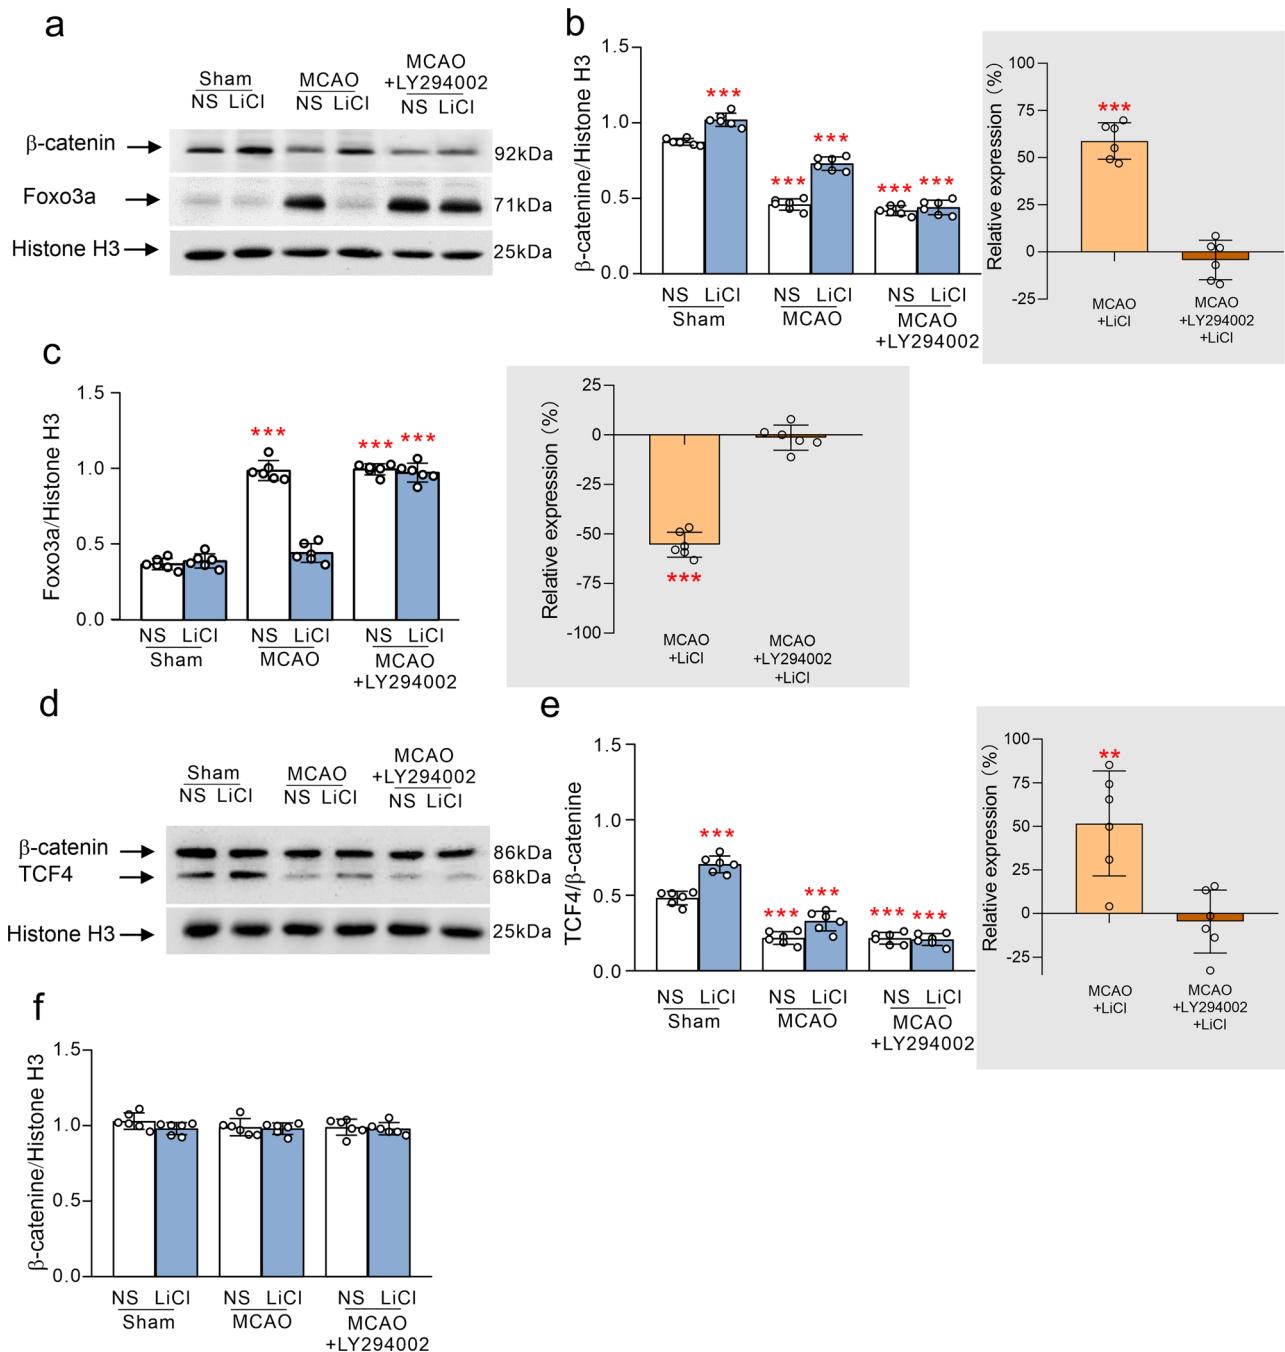 a
Sham MCAO MCAO
+LY294002
NS LiCl NS LiCl NS LiCl
β-catenin 92kDa
Foxo3a 71kDa
Histone H3 25kDa
b
β-catenine/Histone H3
1.5
1.0
0.5
0.0
*** *** *** *** ***
NS LiCl NS LiCl NS LiCl
Sham MCAO MCAO
+LY294002
Relative expression (%)
100
75
50
25
0
-25
***
MCAO MCAO
+LiCl +LY294002
+LiCl
c
Foxo3a/Histone H3
1.5
1.0
0.5
0.0
*** *** ***
NS LiCl NS LiCl NS LiCl
Sham MCAO MCAO
+LY294002
Relative expression (%)
25
0
-25
-50
-75
-100
***
MCAO MCAO
+LiCl +LY294002
+LiCl
d
Sham MCAO MCAO
+LY294002
NS LiCl NS LiCl NS LiCl
β-catenin 86kDa
TCF4 68kDa
Histone H3 25kDa
e
TCF4/β-catenine
1.5
1.0
0.5
0.0
*** *** *** *** ***
NS LiCl NS LiCl NS LiCl
Sham MCAO MCAO
+LY294002
Relative expression (%)
100
75
50
25
0
-25
**
MCAO MCAO
+LiCl +LY294002
+LiCl
f
β-catenine/Histone H3
1.5
1.0
0.5
0.0
NS LiCl NS LiCl NS LiCl
Sham MCAO MCAO
+LY294002